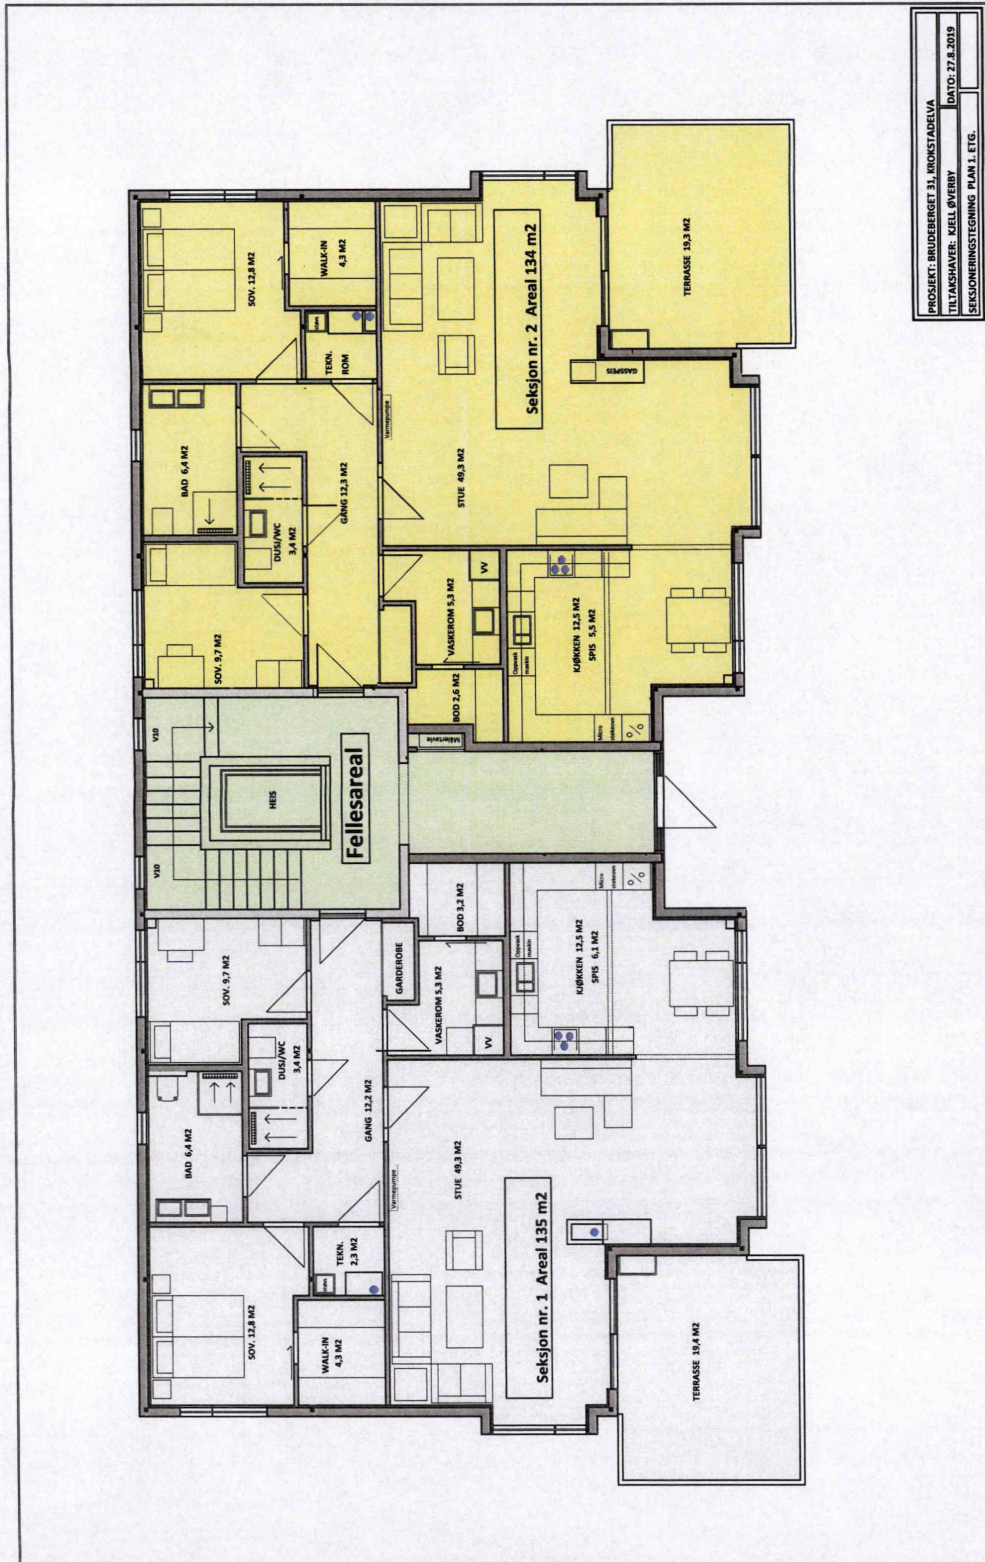 SOV. 12,8 M2
WALK-IN
4,3 M2
TEKN.
2,3 M2
BAD 6,4 M2
DUSJ/WC
3,4 M2
SOV. 9,7 M2
GANG 12,2 M2
GARDEROBE
VASKEROM 5,3 M2
VV
BOD 3,2 M2
Varmepumpe
STUE 49,3 M2
Seksjon nr. 1 Areal 135 m2
KJØKKEN 12,5 M2
SPIS 6,1 M2
Oppvask
maskin
Micro
TERRASSE 19,4 M2
V10
V10
HEIS
Fellesareal
Målertavle
SOV. 9,7 M2
BAD 6,4 M2
DUSJ/WC
3,4 M2
GANG 12,3 M2
SOV. 12,8 M2
WALK-IN
4,3 M2
TEKN.
ROM
BOD 2,6 M2
VASKEROM 5,3 M2
VV
Varmepumpe
STUE 49,3 M2
Seksjon nr. 2 Areal 134 m2
GASSPEIS
KJØKKEN 12,5 M2
SPIS 5,5 M2
Oppvask
maskin
Micro
TERRASSE 19,3 M2
PROSJEKT: BRUDEBERGET 31, KROKSTADELVA
TILTAKSHAVER: KJELL ØVERBY
DATO: 27.8.2019
SEKSJONERINGSTEGNING PLAN 1. ETG.